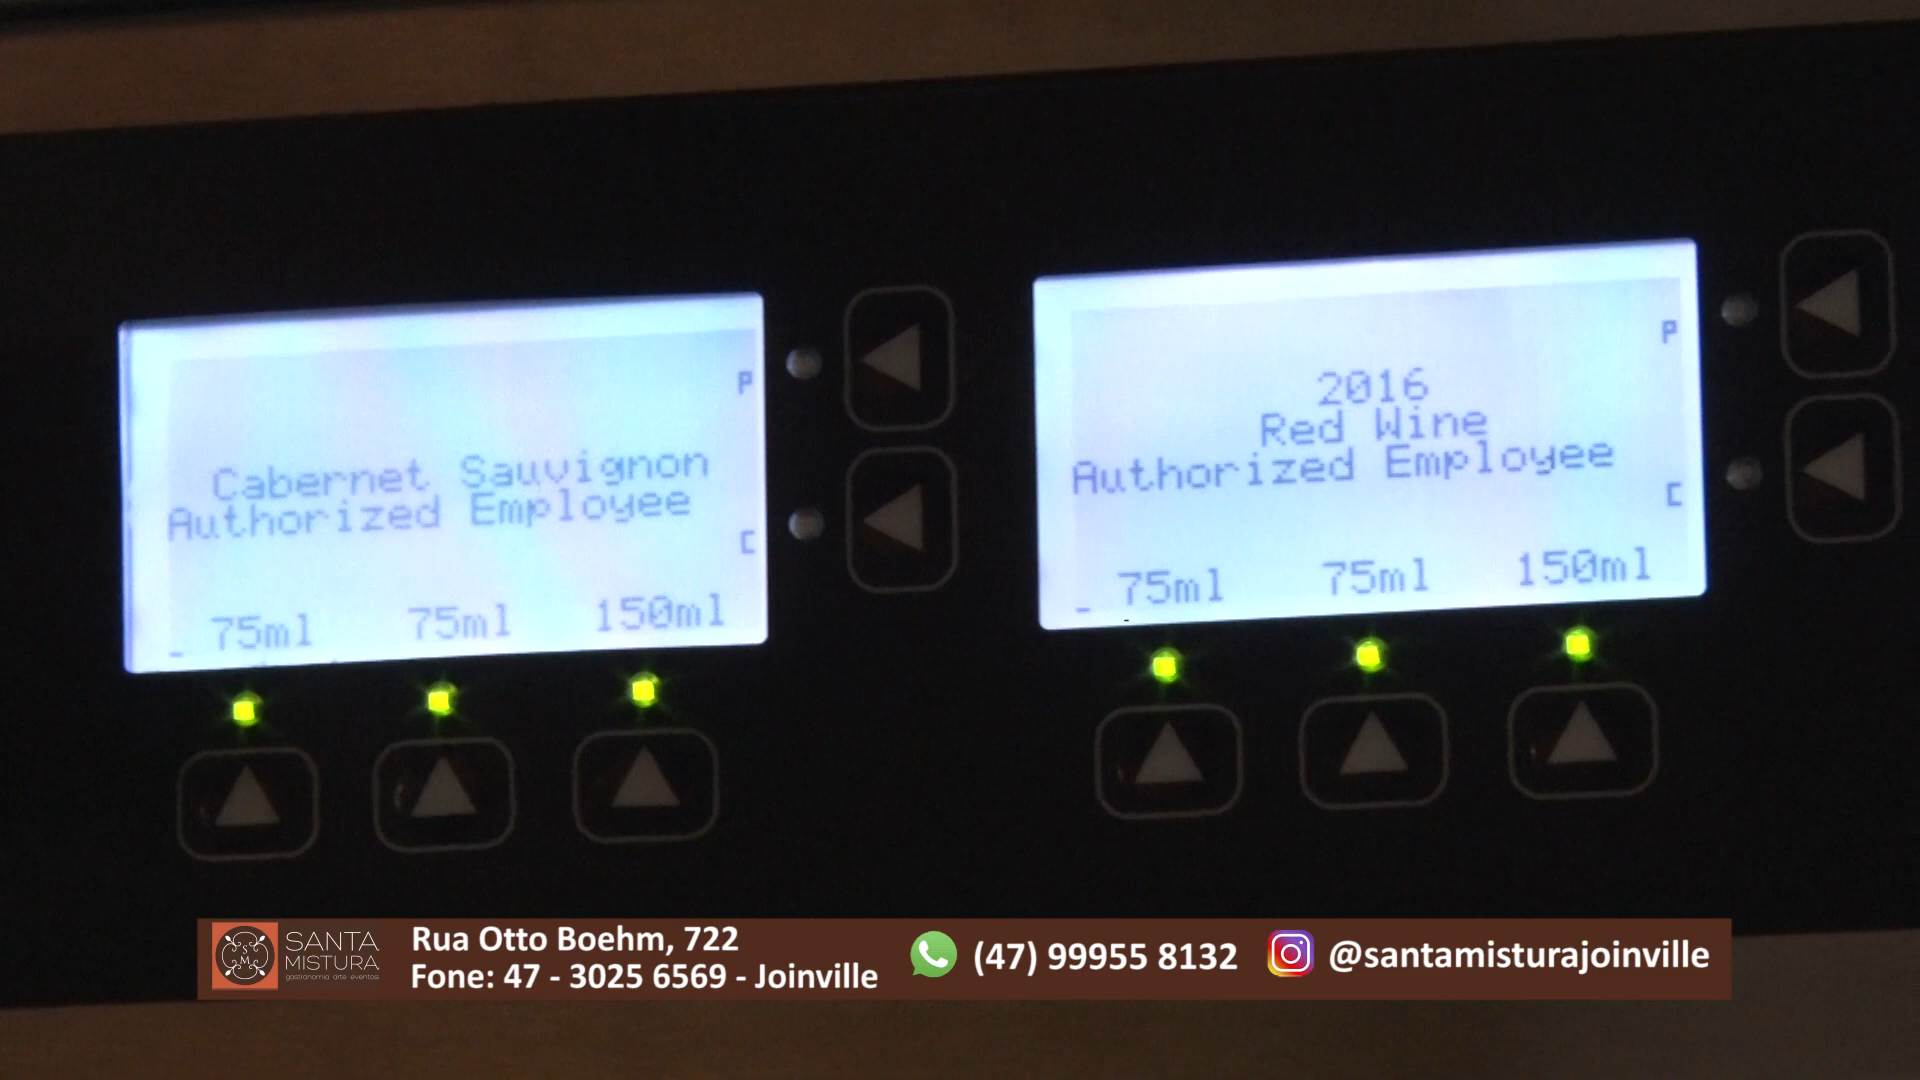 P
Cabernet Sauvignon
Authorized Employee
C
75ml 75ml 150ml
P
2016
Red Wine
Authorized Employee
C
75ml 75ml 150ml
SM
SANTA
MISTURA
gastronomia arte eventos
Rua Otto Boehm, 722
Fone: 47 - 3025 6569 - Joinville
(47) 99955 8132
@santamisturajoinville